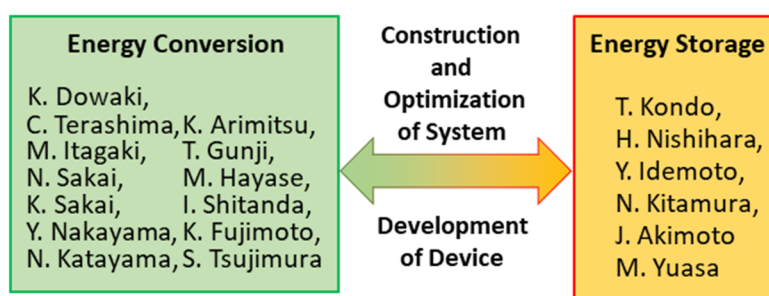 Energy Conversion
K. Dowaki,
C. Terashima, K. Arimitsu,
M. Itagaki, T. Gunji,
N. Sakai, M. Hayase,
K. Sakai, I. Shitanda,
Y. Nakayama, K. Fujimoto,
N. Katayama, S. Tsujimura
Construction
and
Optimization
of System
Development
of Device
Energy Storage
T. Kondo,
H. Nishihara,
Y. Idemoto,
N. Kitamura,
J. Akimoto
M. Yuasa